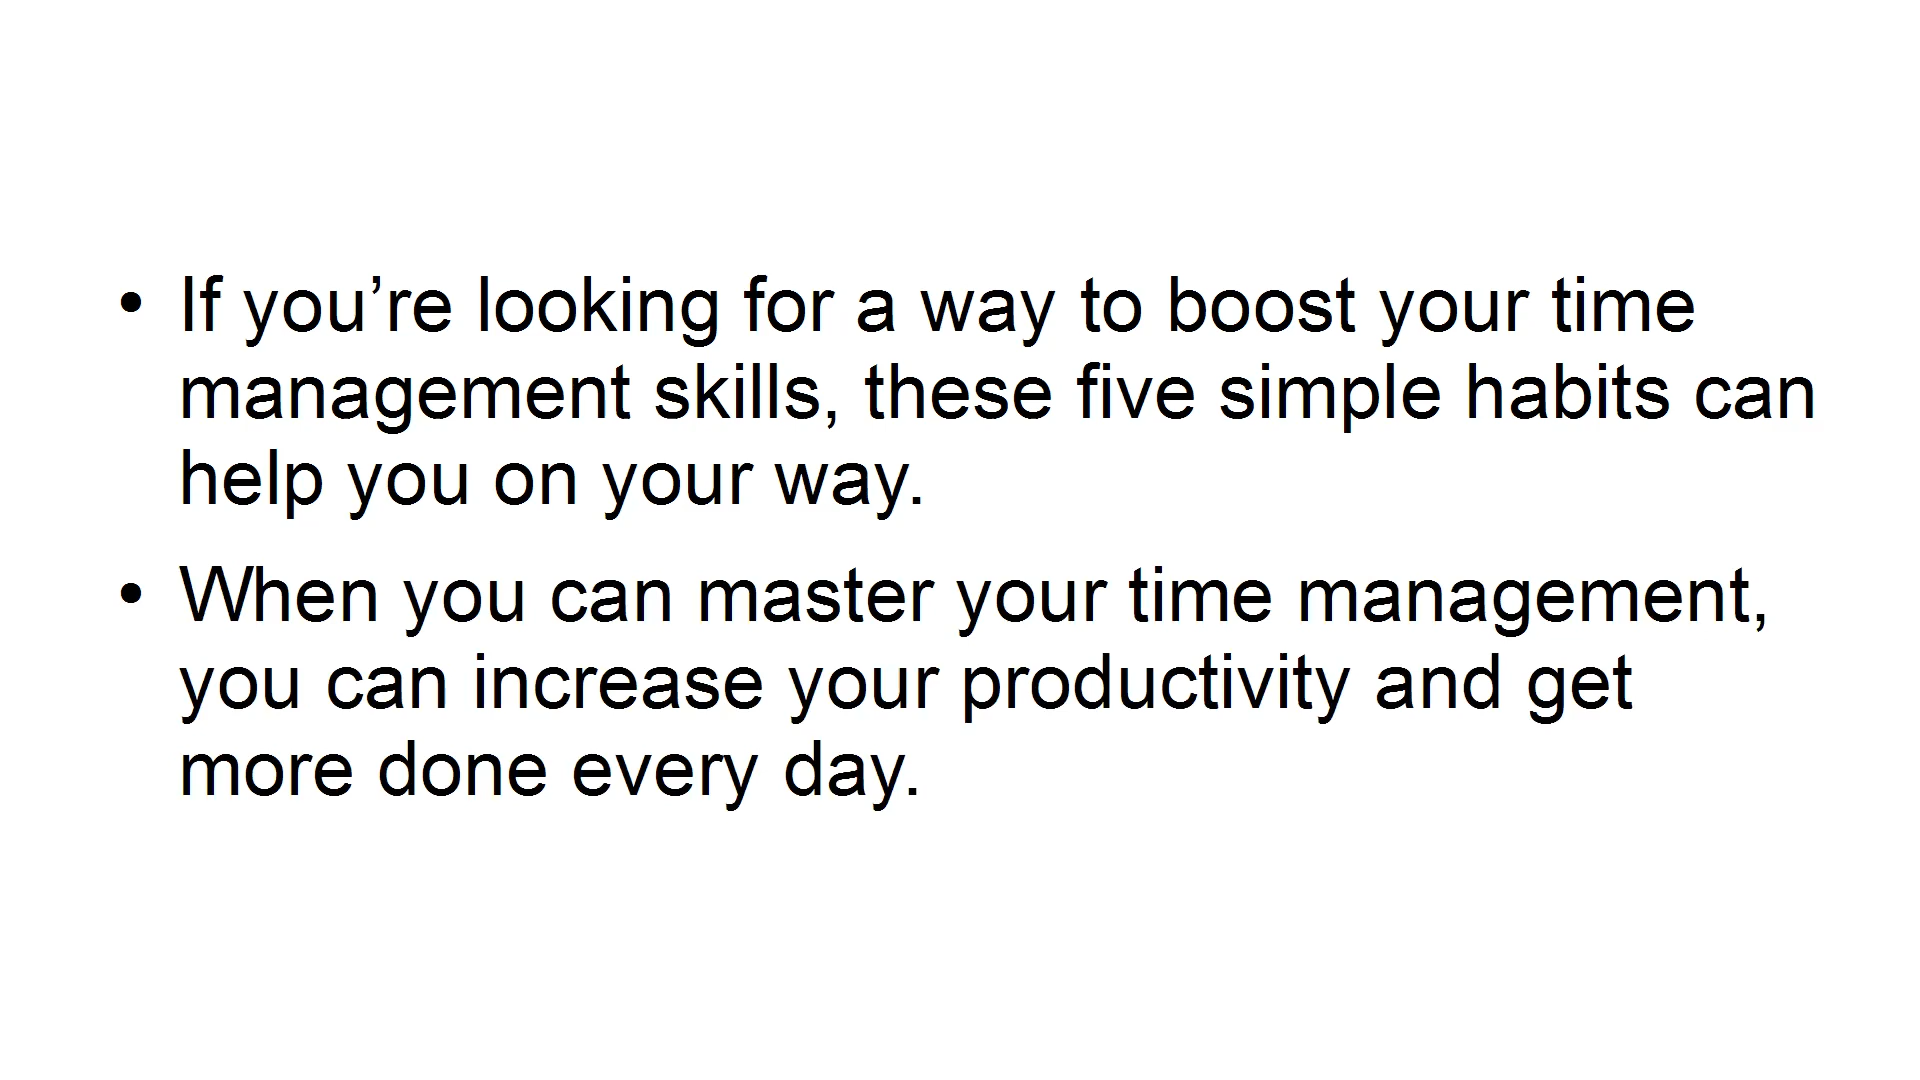 • If you’re looking for a way to boost your time
management skills, these five simple habits can
help you on your way.
• When you can master your time management,
you can increase your productivity and get
more done every day.